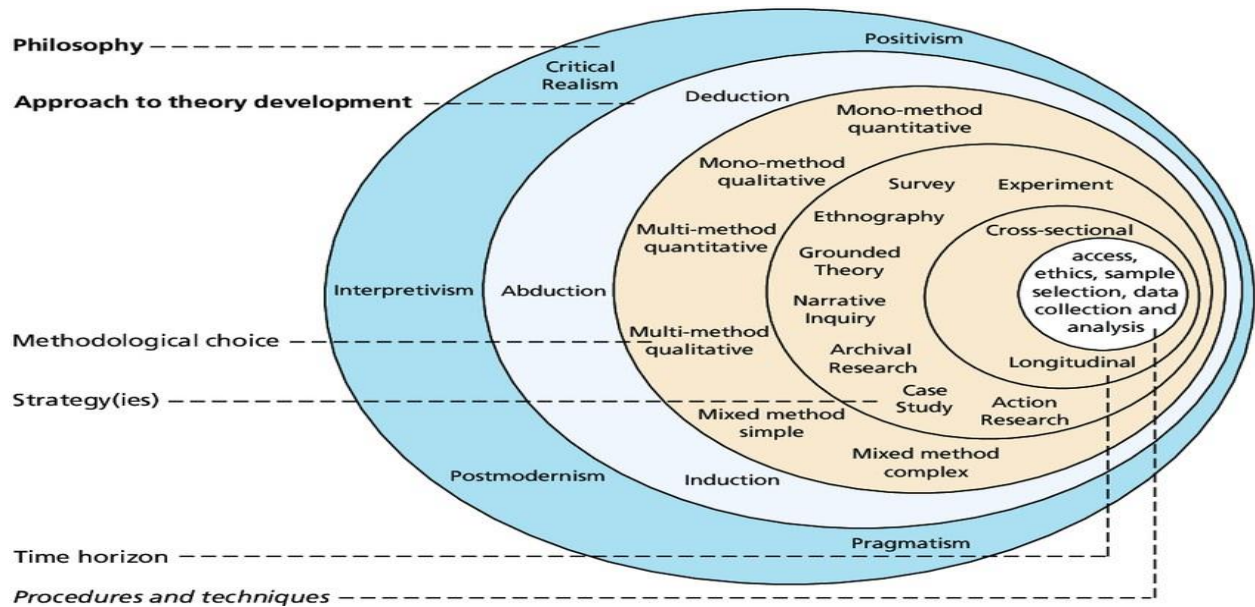 Philosophy
Positivism
Critical
Realism
Approach to theory development
Deduction
Mono-method
quantitative
Mono-method
qualitative
Survey
Experiment
Ethnography
Multi-method
quantitative
Cross-sectional
Grounded
Theory
access,
ethics, sample
selection, data
collection and
analysis
Interpretivism
Abduction
Narrative
Inquiry
Methodological choice
Multi-method
qualitative
Archival
Research
Longitudinal
Strategy(ies)
Case
Study
Action
Research
Mixed method
simple
Mixed method
complex
Postmodernism
Induction
Pragmatism
Time horizon
Procedures and techniques